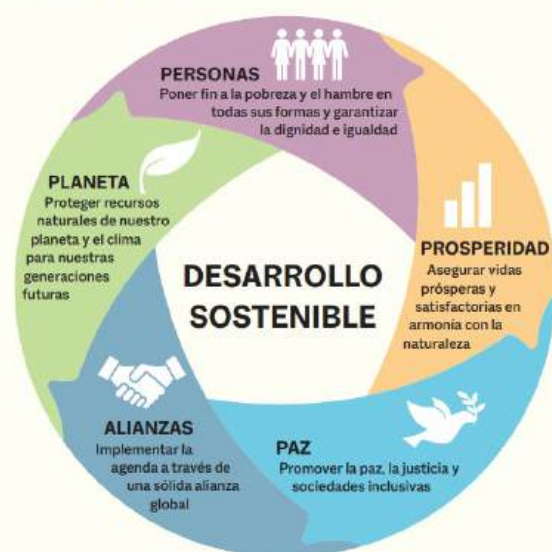 PERSONAS
Poner fin a la pobreza y el hambre en
todas sus formas y garantizar
la dignidad e igualdad
PROSPERIDAD
Asegurar vidas
prósperas y
satisfactorias en
armonía con la
naturaleza
PAZ
Promover la paz, la justicia y
sociedades inclusivas
ALIANZAS
Implementar la
agenda a través de
una sólida alianza
global
PLANETA
Proteger recursos
naturales de nuestro
planeta y el clima
para nuestras
generaciones
futuras
DESARROLLO
SOSTENIBLE